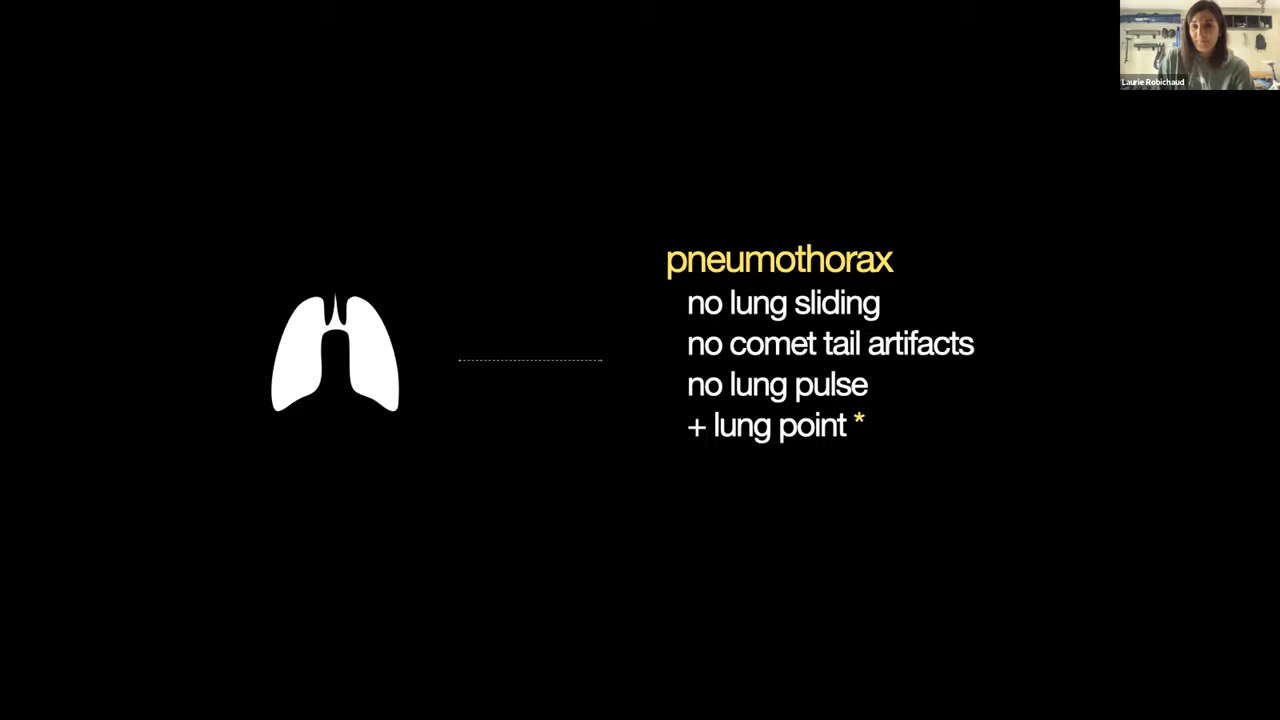 Laurie Robichaud
pneumothorax
no lung sliding
no comet tail artifacts
no lung pulse
+ lung point *